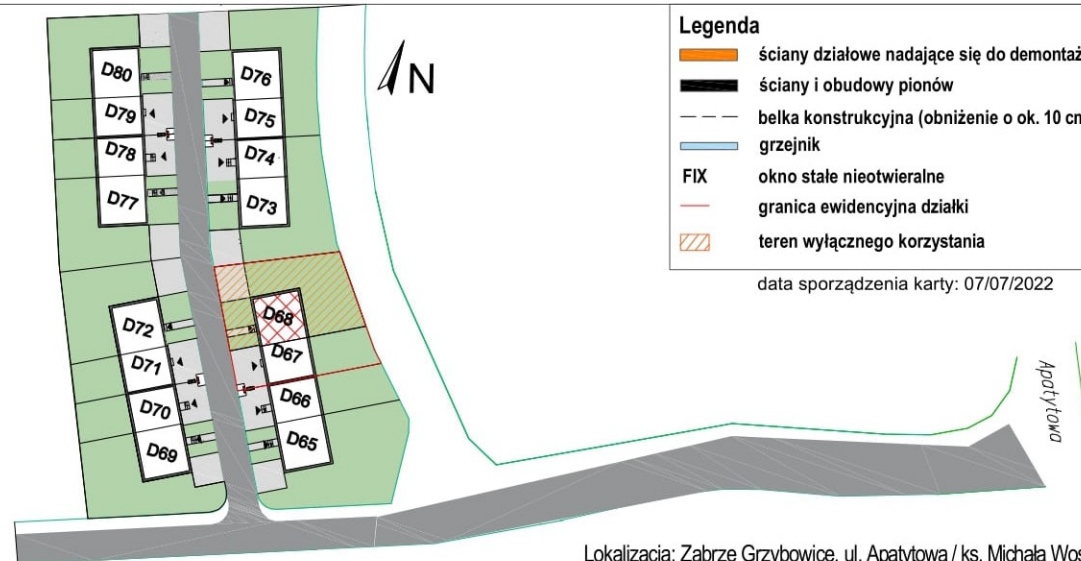 D80
D76
D79
D75
D78
D74
D77
D73
N
D72
D68
D71
D67
D70
D66
D69
D65
Legenda
ściany działowe nadające się do demontaż
ściany i obudowy pionów
belka konstrukcyjna (obniżenie o ok. 10 cm
grzejnik
FIX okno stałe nieotwieralne
granica ewidencyjna działki
teren wyłącznego korzystania
data sporządzenia karty: 07/07/2022
Apatytowa
Lokalizacja: Zabrze Grzybowice, ul. Apatytowa / ks. Michała Wos